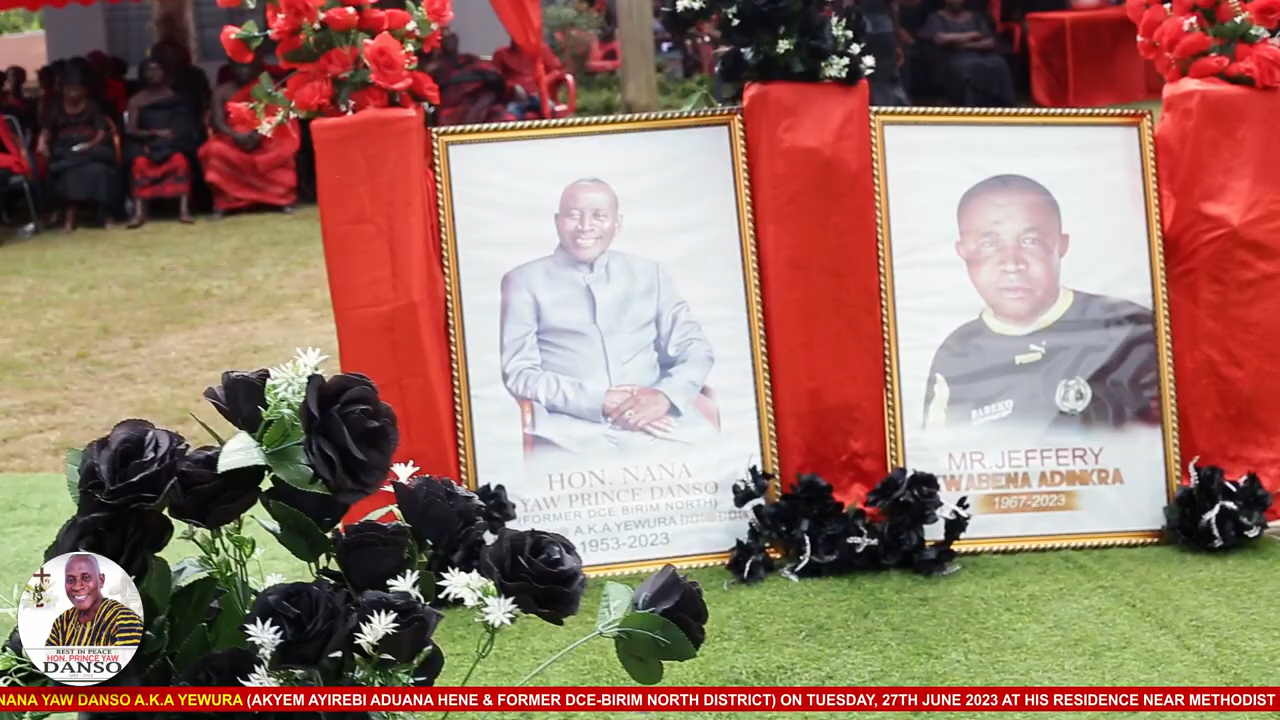 HON. NANA
YAW PRINCE DANSO
(FORMER DCE BIRIM NORTH)
A.K.A YEWURA
1953-2023
BABEKO
MR.JEFFERY
KWABENA ADINKRA
1967-2023
REST IN PEACE
HON. PRINCE YAW
DANSO
NANA YAW DANSO A.K.A YEWURA (AKYEM AYIREBI ADUANA HENE & FORMER DCE-BIRIM NORTH DISTRICT) ON TUESDAY, 27TH JUNE 2023 AT HIS RESIDENCE NEAR METHODIST